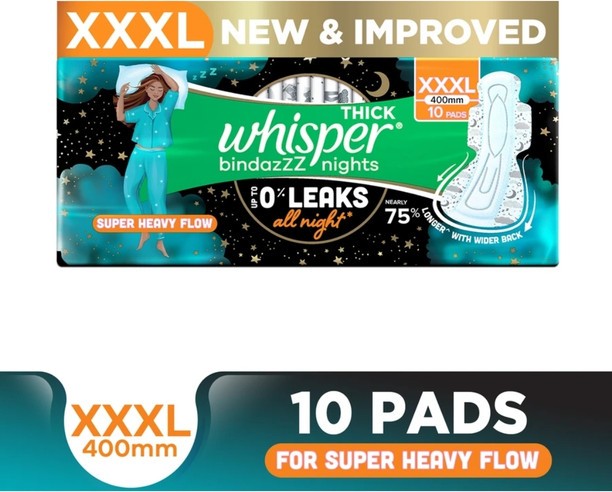 XXXL NEW & IMPROVED
z z z
XXXL
400mm
10 PADS
THICK
whisper®
bindazZZ nights
UP TO 0% LEAKS
all night*
SUPER HEAVY FLOW
NEARLY
75%
LONGER^ WITH WIDER BACK
XXXL
400mm
10 PADS
FOR SUPER HEAVY FLOW